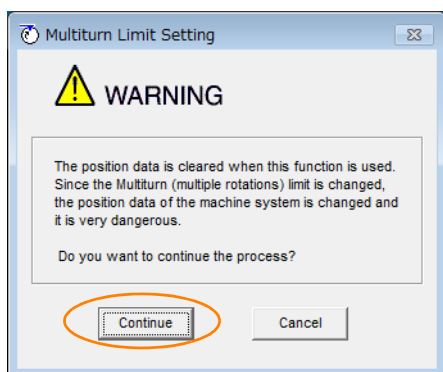 Multiturn Limit Setting
WARNING
The position data is cleared when this function is used.
Since the Multiturn (multiple rotations) limit is changed,
the position data of the machine system is changed and
it is very dangerous.
Do you want to continue the process?
Continue
Cancel